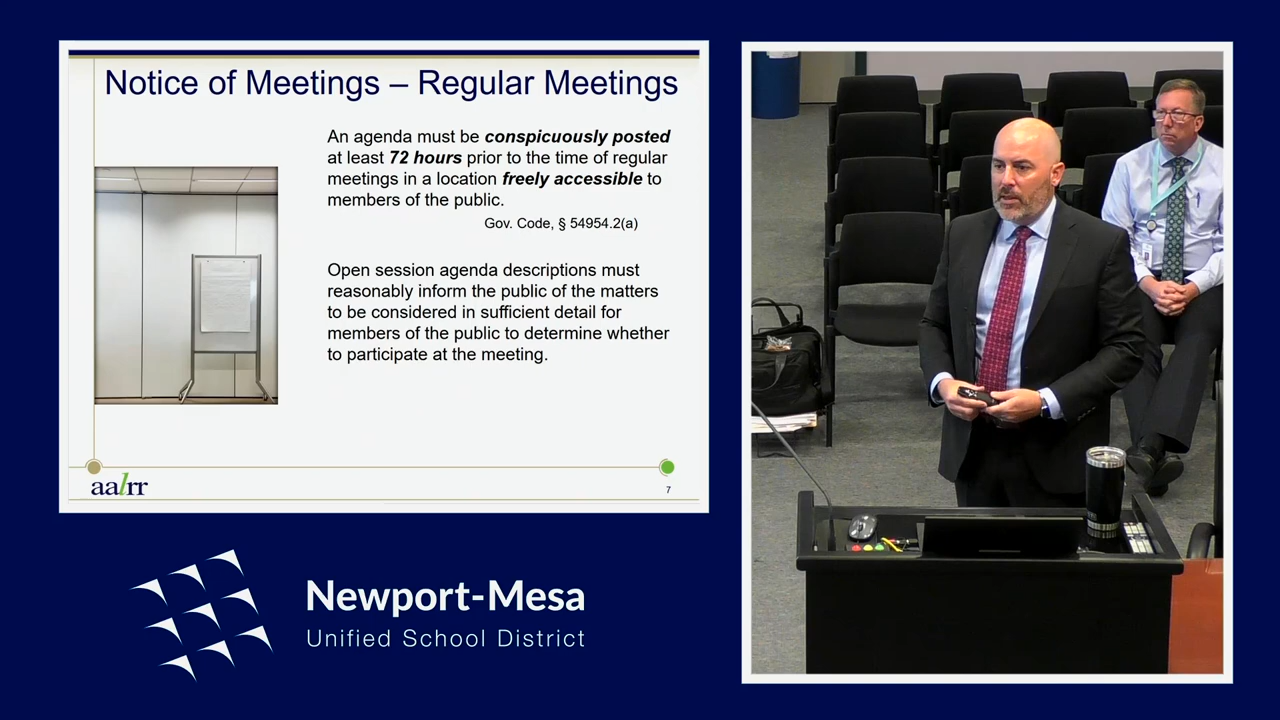 Notice of Meetings – Regular Meetings
An agenda must be conspicuously posted
at least 72 hours prior to the time of regular
meetings in a location freely accessible to
members of the public.
Gov. Code, § 54954.2(a)
Open session agenda descriptions must
reasonably inform the public of the matters
to be considered in sufficient detail for
members of the public to determine whether
to participate at the meeting.
aalrr
7
Newport-Mesa
Unified School District